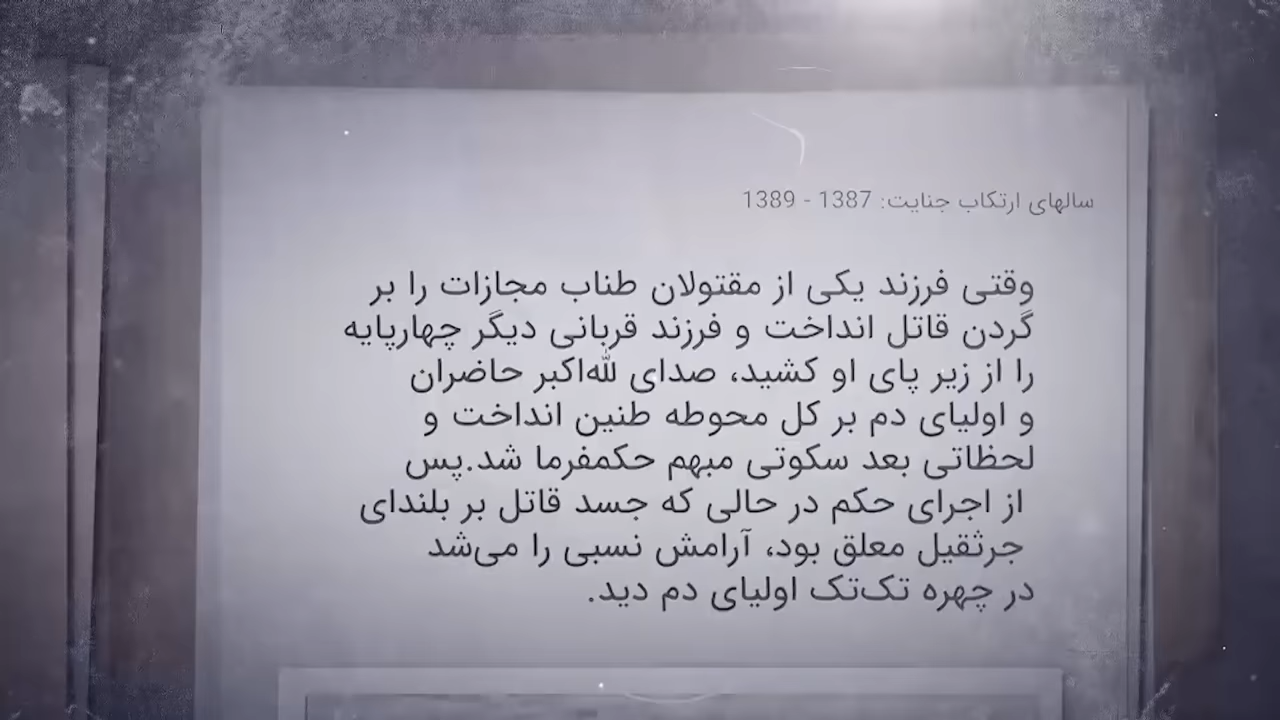 سالهای ارتکاب جنایت: 1387 - 1389
وقتی فرزند یکی از مقتولان طناب مجازات را بر
گردن قاتل انداخت و فرزند قربانی دیگر چهارپایه
را از زیر پای او کشید، صدای الله‌اکبر حاضران
و اولیای دم بر کل محوطه طنین انداخت و
لحظاتی بعد سکوتی مبهم حکمفرما شد.پس
از اجرای حکم در حالی که جسد قاتل بر بلندای
جرثقیل معلق بود، آرامش نسبی را می‌شد
در چهره تک‌تک اولیای دم دید.